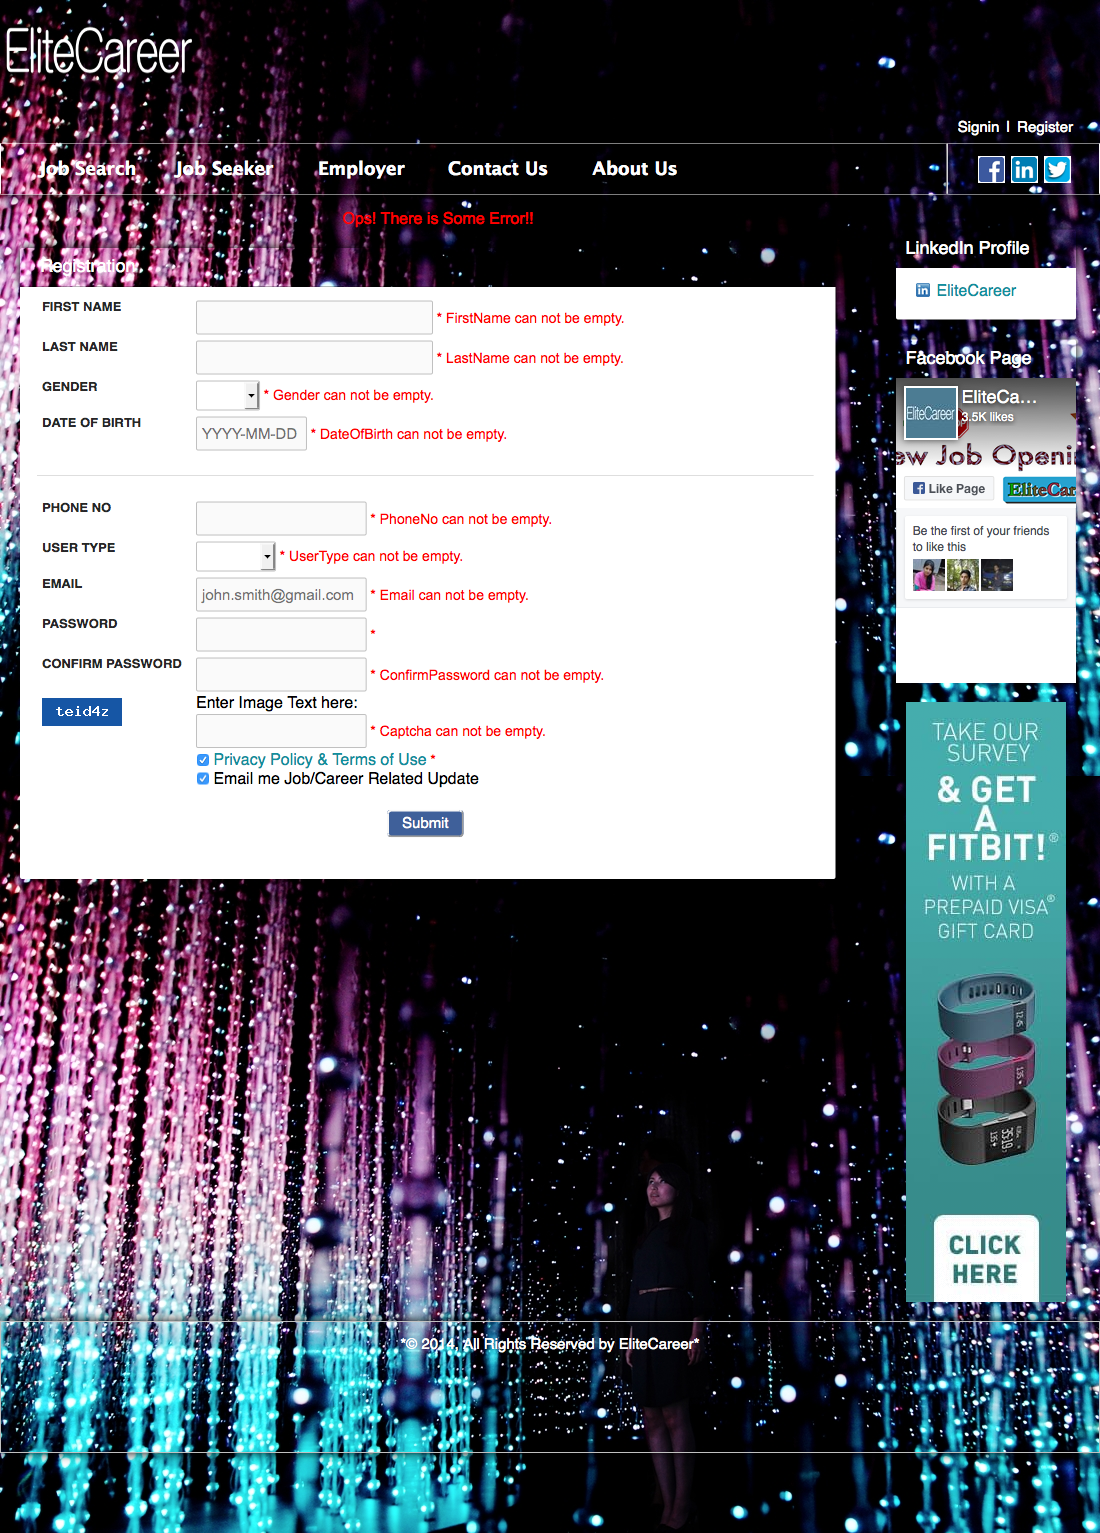 EliteCareer
Signin | Register
Job Search Job Seeker Employer Contact Us About Us
Ops! There is Some Error!!
Registration
FIRST NAME * FirstName can not be empty.
LAST NAME * LastName can not be empty.
GENDER * Gender can not be empty.
DATE OF BIRTH YYYY-MM-DD * DateOfBirth can not be empty.
PHONE NO * PhoneNo can not be empty.
USER TYPE * UserType can not be empty.
EMAIL john.smith@gmail.com * Email can not be empty.
PASSWORD *
CONFIRM PASSWORD * ConfirmPassword can not be empty.
teid4z Enter Image Text here:
* Captcha can not be empty.
Privacy Policy & Terms of Use *
Email me Job/Career Related Update
Submit
LinkedIn Profile
in EliteCareer
Facebook Page
EliteCareer
EliteCa...
3.5K likes
ew Job Openi
Like Page
EliteCar
Be the first of your friends
to like this
TAKE OUR
SURVEY
& GET
A
FITBIT!®
WITH A
PREPAID VISA®
GIFT CARD
12:45
CLICK
HERE
*© 2014, All Rights Reserved by EliteCareer*